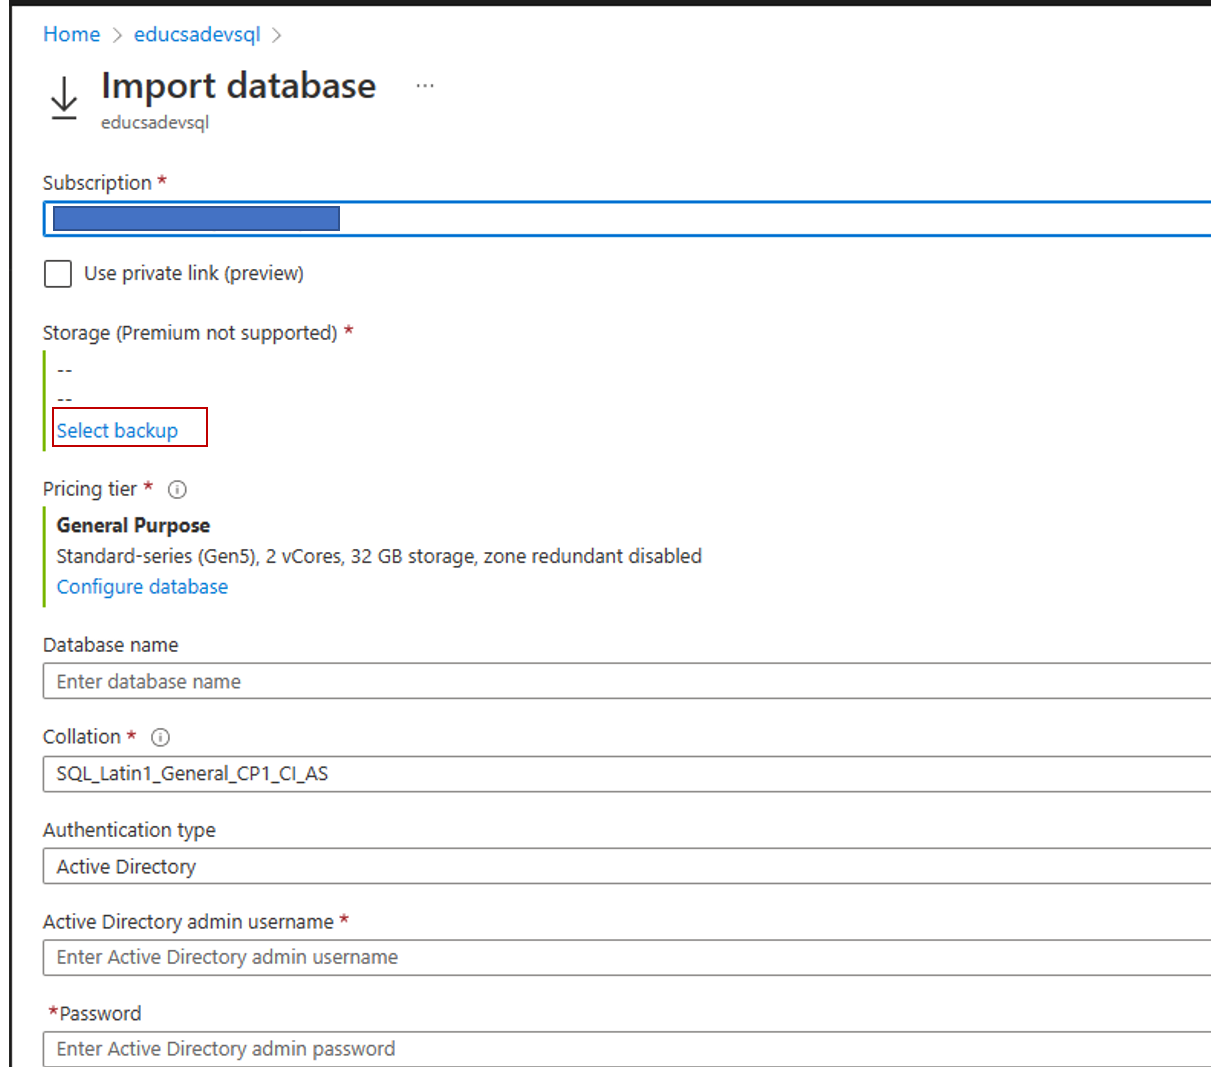 Home > educsadevsql >
Import database ...
educsadevsql
Subscription *
Use private link (preview)
Storage (Premium not supported) *
--
--
Select backup
Pricing tier *
General Purpose
Standard-series (Gen5), 2 vCores, 32 GB storage, zone redundant disabled
Configure database
Database name
Enter database name
Collation *
SQL_Latin1_General_CP1_CI_AS
Authentication type
Active Directory
Active Directory admin username *
Enter Active Directory admin username
*Password
Enter Active Directory admin password